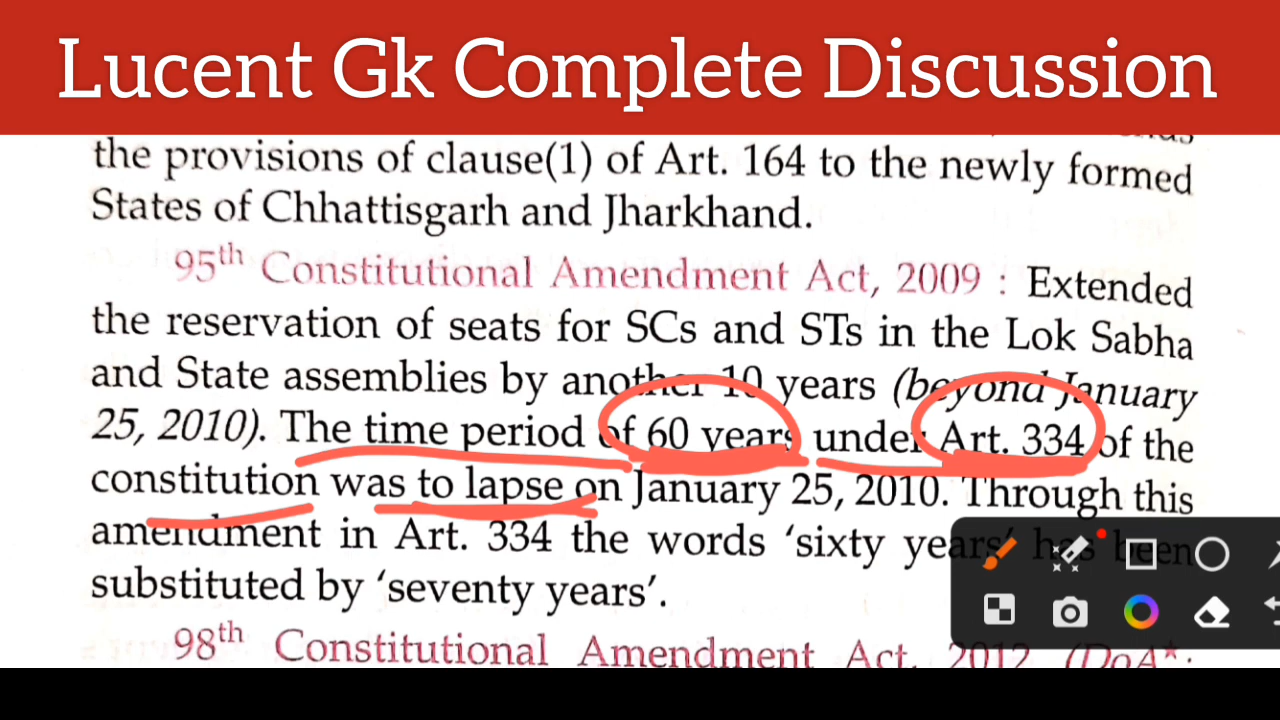 Lucent Gk Complete Discussion
the provisions of clause(1) of Art. 164 to the newly formed
States of Chhattisgarh and Jharkhand.
95th Constitutional Amendment Act, 2009 : Extended
the reservation of seats for SCs and STs in the Lok Sabha
and State assemblies by another 10 years (beyond January
25, 2010). The time period of 60 years under Art. 334 of the
constitution was to lapse on January 25, 2010. Through this
amendment in Art. 334 the words ‘sixty years’ has been
substituted by ‘seventy years’.
98th Constitutional Amendment Act, 2012 (DoA*: